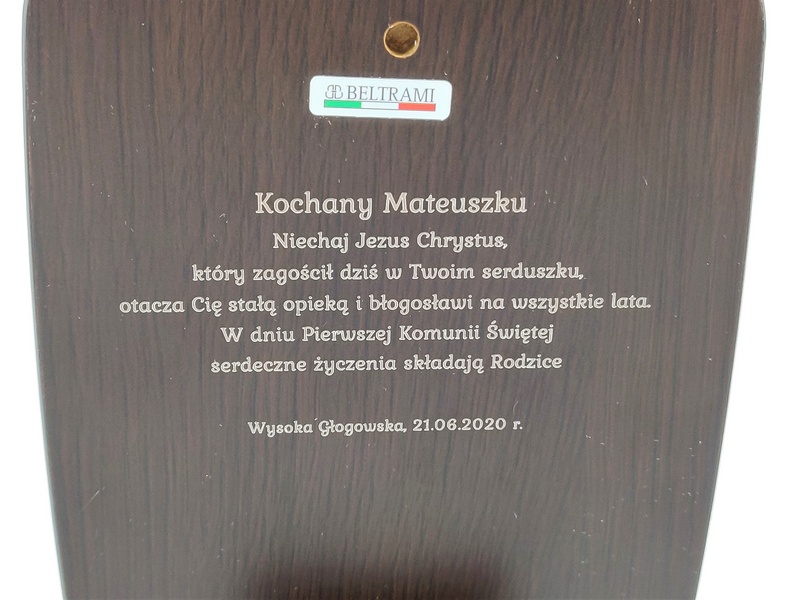 BELTRAMI
Kochany Mateuszku
Niechaj Jezus Chrystus,
który zagościł dziś w Twoim serduszku,
otacza Cię stałą opieką i błogosławi na wszystkie lata.
W dniu Pierwszej Komunii Świętej
serdeczne życzenia składają Rodzice
Wysoka Głogowska, 21.06.2020 r.